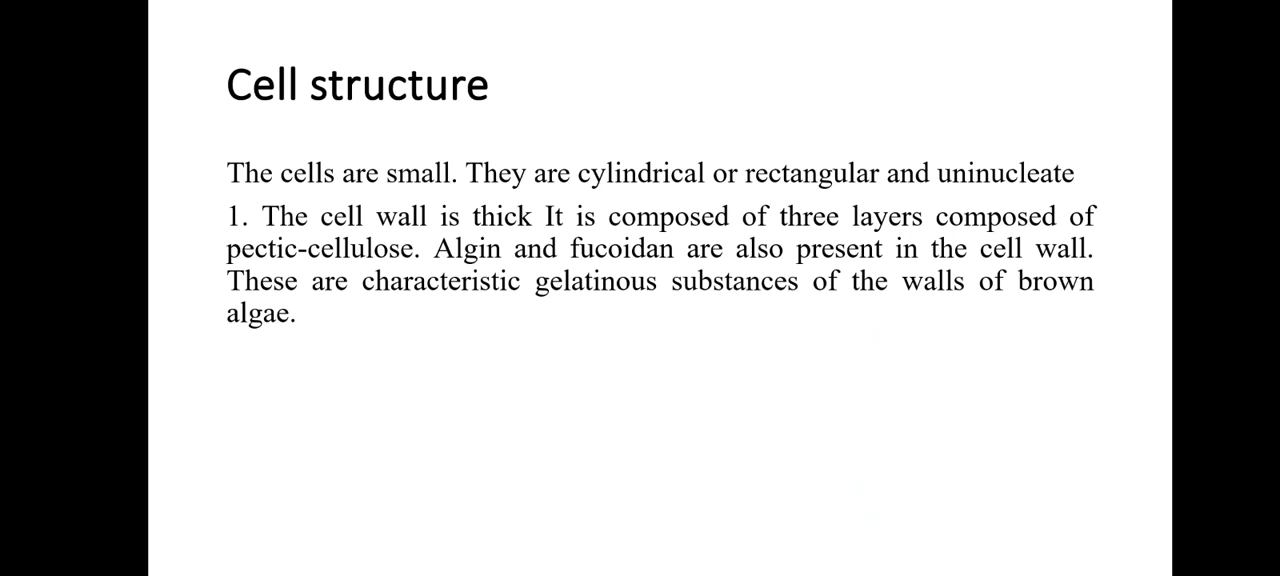 Cell structure
The cells are small. They are cylindrical or rectangular and uninucleate
1. The cell wall is thick It is composed of three layers composed of
pectic-cellulose. Algin and fucoidan are also present in the cell wall.
These are characteristic gelatinous substances of the walls of brown
algae.